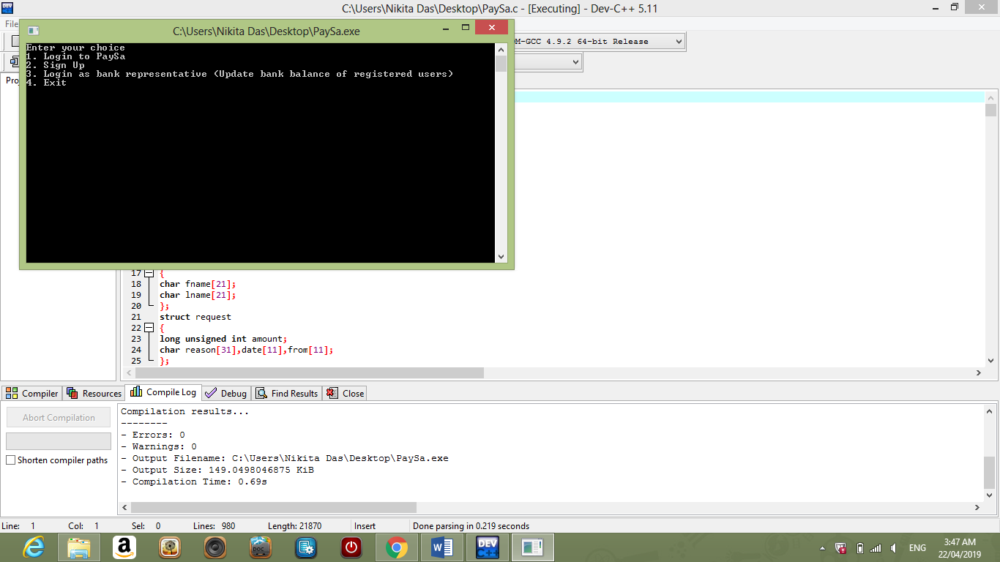 C:\Users\Nikita Das\Desktop\PaySa.c - [Executing] - Dev-C++ 5.11
File
C:\Users\Nikita Das\Desktop\PaySa.exe
M-GCC 4.9.2 64-bit Release
Enter your choice
1. Login to PaySa
2. Sign Up
3. Login as bank representative (Update bank balance of registered users)
4. Exit
17 {
18 char fname[21];
19 char lname[21];
20 };
21 struct request
22 {
23 long unsigned int amount;
24 char reason[31],date[11],from[11];
25 };
Compiler Resources Compile Log Debug Find Results Close
Abort Compilation
Shorten compiler paths
Compilation results...
--------
- Errors: 0
- Warnings: 0
- Output Filename: C:\Users\Nikita Das\Desktop\PaySa.exe
- Output Size: 149.0498046875 KiB
- Compilation Time: 0.69s
Line: 1 Col: 1 Sel: 0 Lines: 980 Length: 21870 Insert Done parsing in 0.219 seconds
DOC
W
DEV
C++
ENG
3:47 AM
22/04/2019